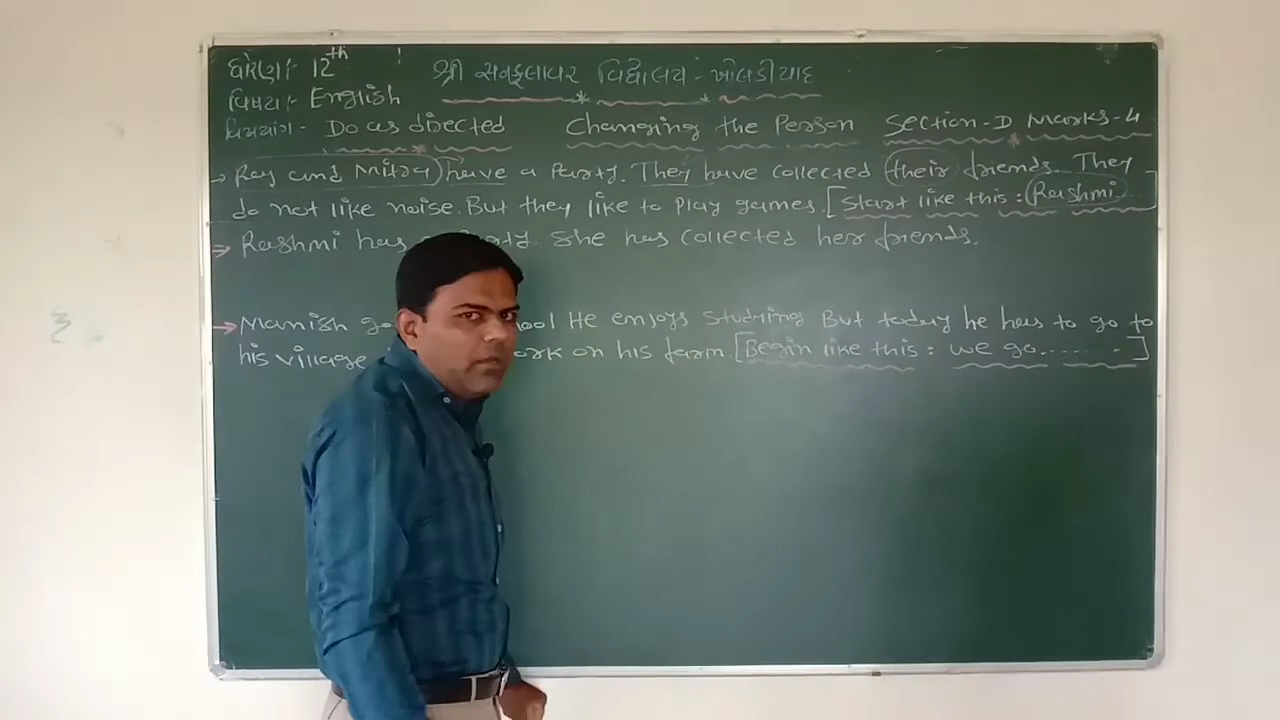 ધોરણ:- 12th
શ્રી સનફલાવર વિદ્યાલય - ખોલડીયાદ
વિષય:- English
વિભાગ:- Do as directed Changing the Person Section-D Marks-4
→ Ray and Mitra have a Party. They have collected their friends. They
do not like noise. But they like to Play games. [Start like this: Rashmi...]
→ Rashmi has She has collected her friends.
→ Manish He enjoys Studying But today he has to go to
his village on his farm. [Begin like this: we go........]